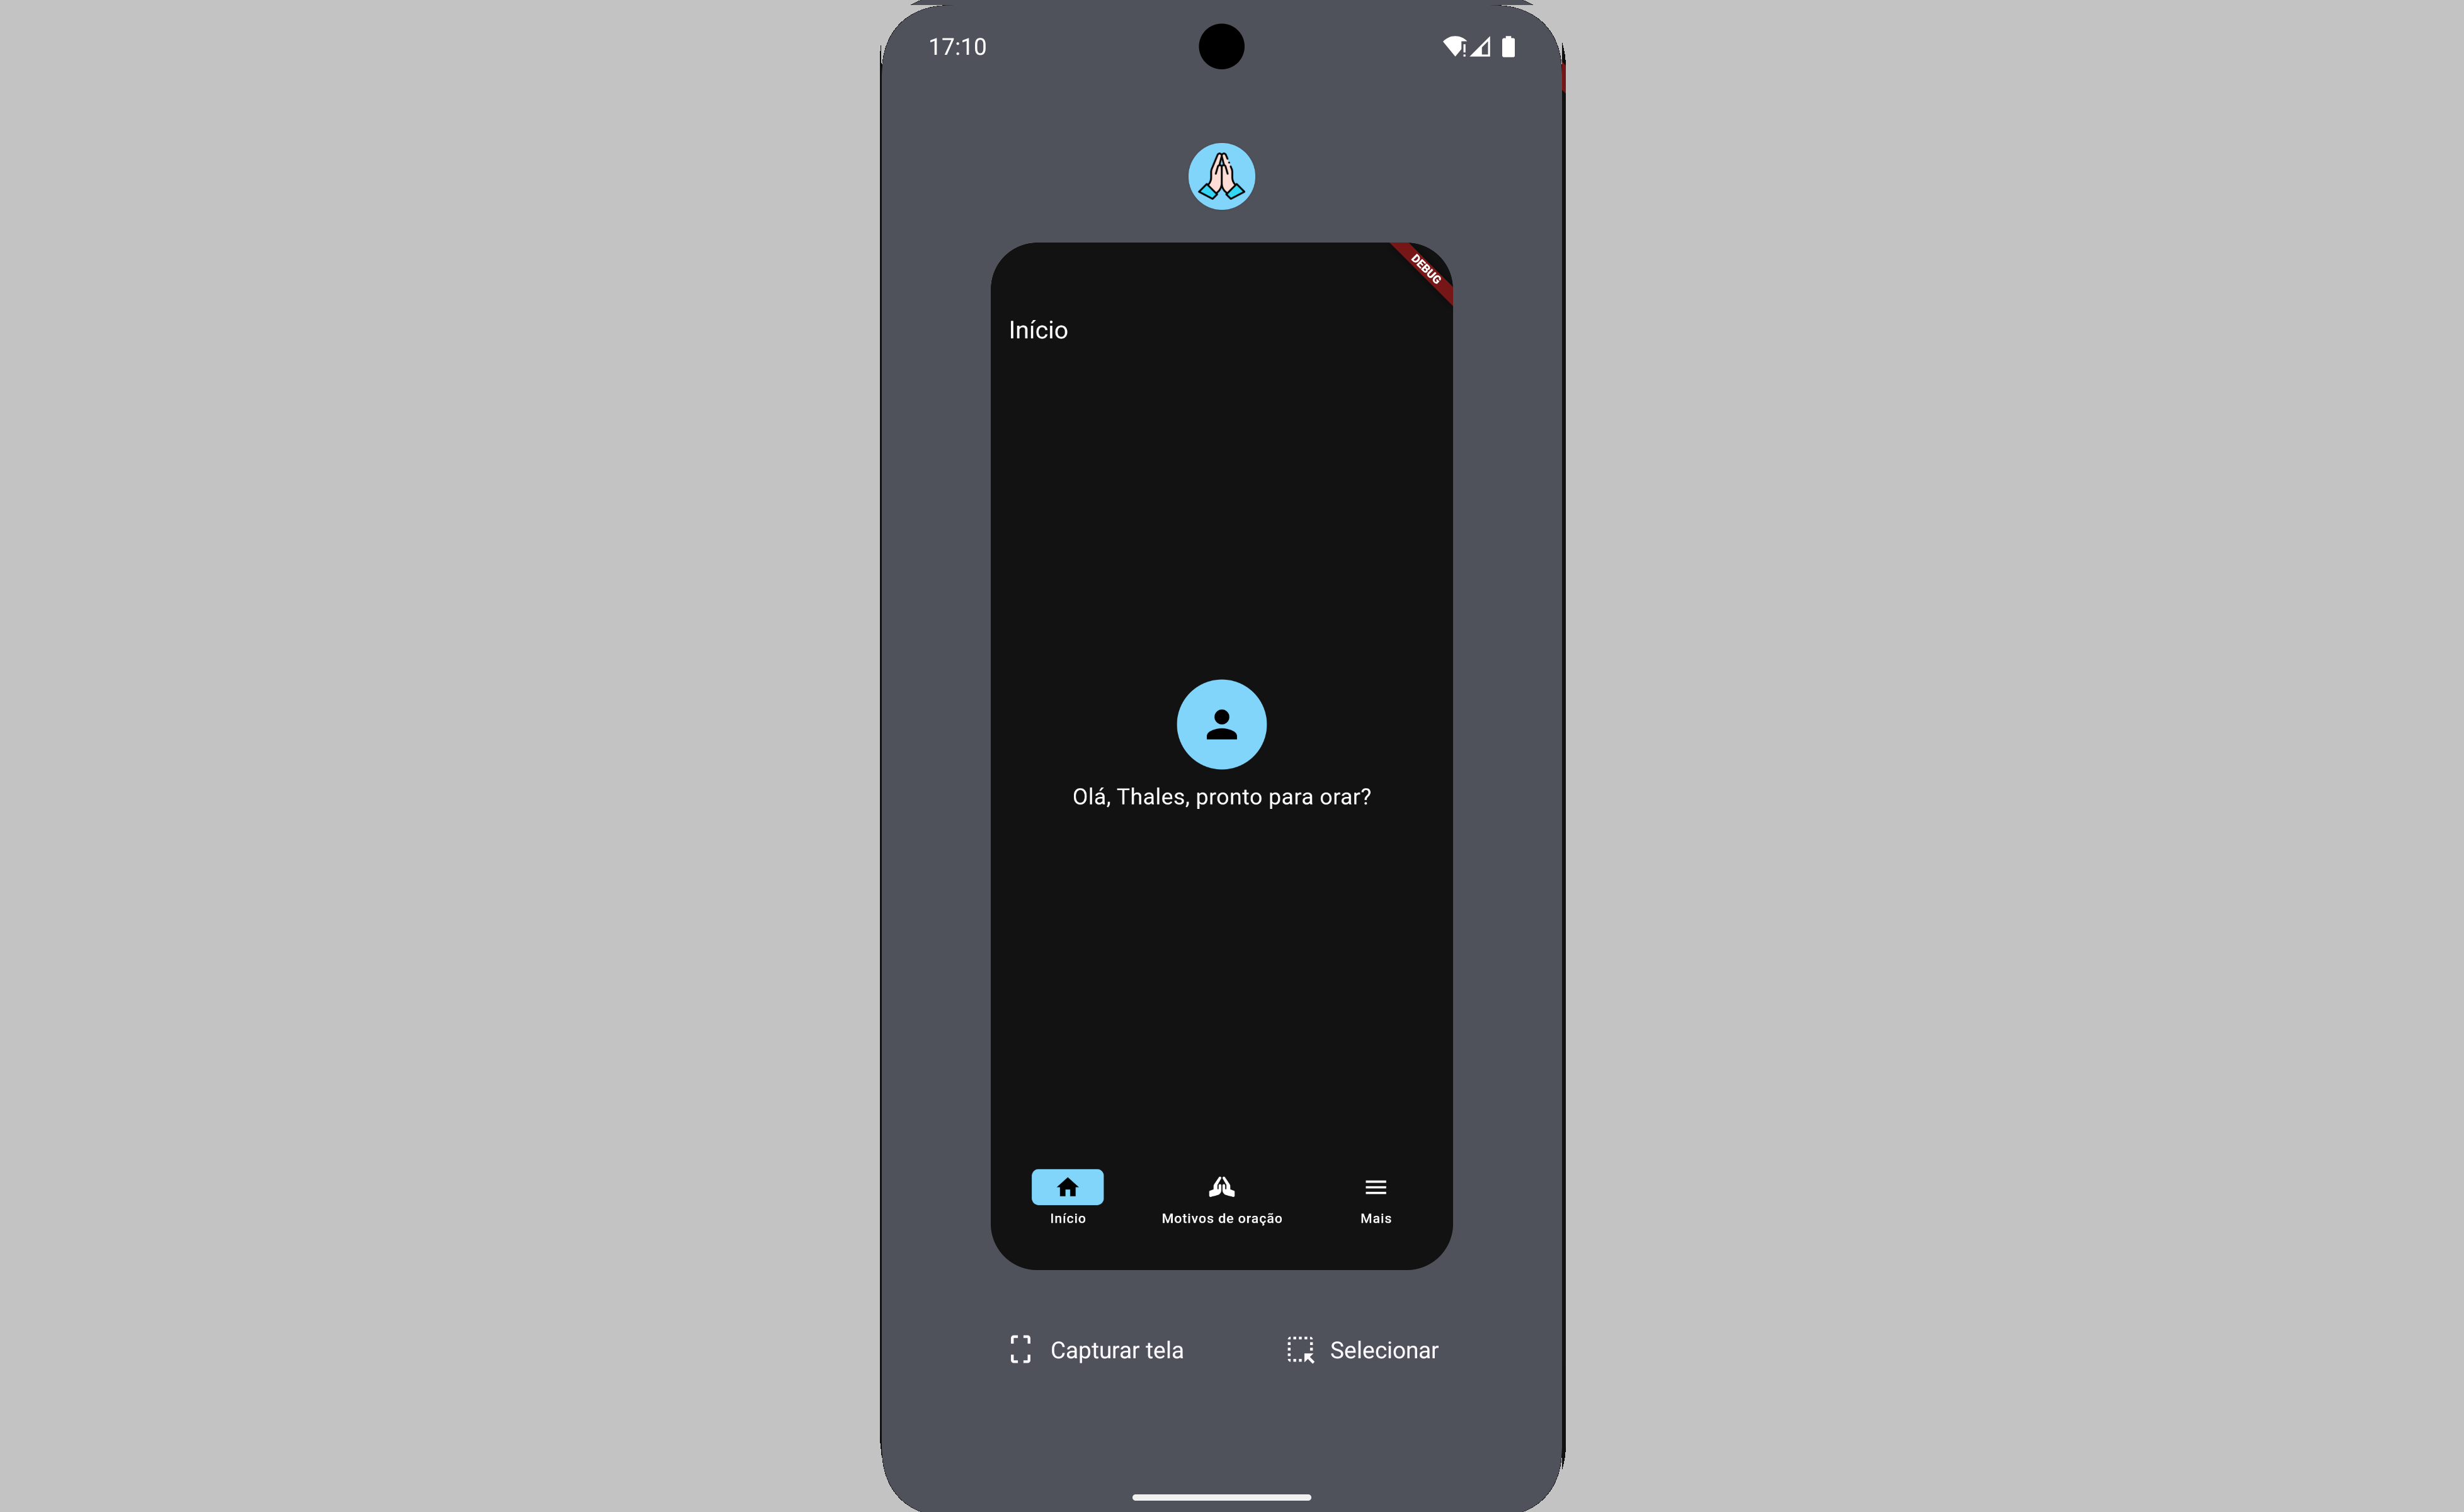 17:10
DEBUG
Início
Olá, Thales, pronto para orar?
Início
Motivos de oração
Mais
Capturar tela
Selecionar